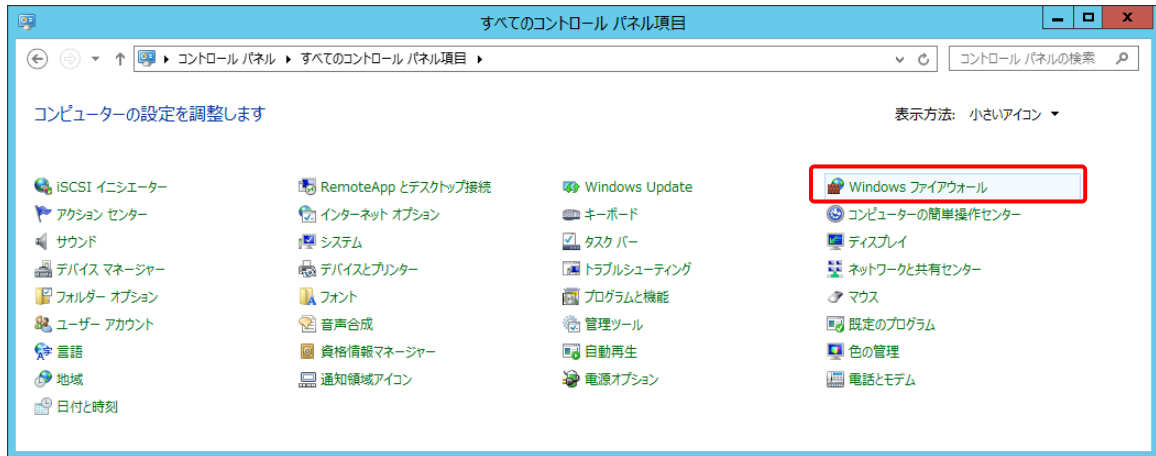 すべてのコントロール パネル項目
コントロール パネル すべてのコントロール パネル項目 コントロール パネルの検索
コンピューターの設定を調整します 表示方法: 小さいアイコン
iSCSI イニシエーター RemoteApp とデスクトップ接続 Windows Update Windows ファイアウォール
アクション センター インターネット オプション キーボード コンピューターの簡単操作センター
サウンド システム タスク バー ディスプレイ
デバイス マネージャー デバイスとプリンター トラブルシューティング ネットワークと共有センター
フォルダー オプション フォント プログラムと機能 マウス
ユーザー アカウント 音声合成 管理ツール 既定のプログラム
言語 資格情報マネージャー 自動再生 色の管理
地域 通知領域アイコン 電源オプション 電話とモデム
日付と時刻